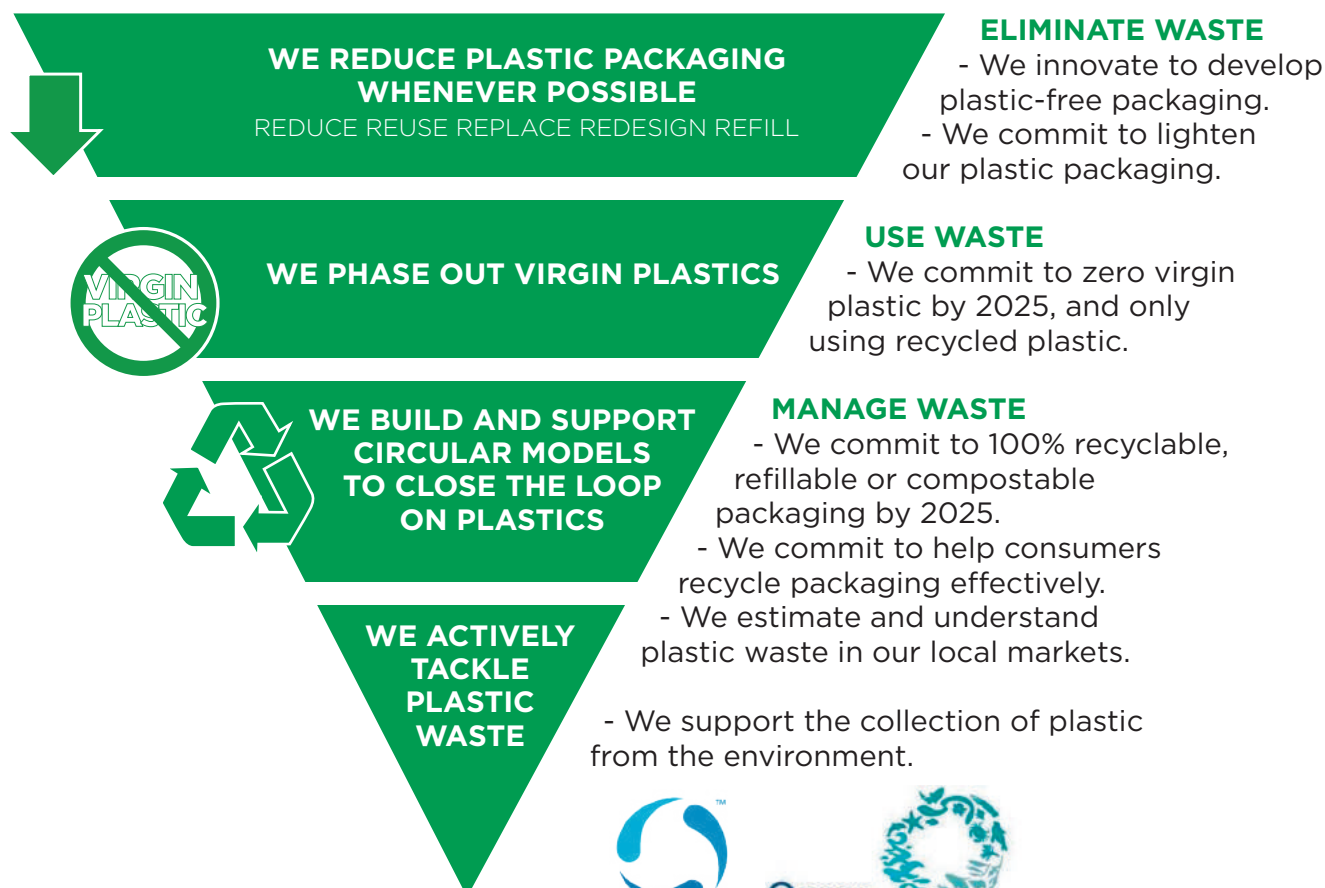 WE REDUCE PLASTIC PACKAGING
WHENEVER POSSIBLE
REDUCE REUSE REPLACE REDESIGN REFILL
ELIMINATE WASTE
- We innovate to develop
plastic-free packaging.
- We commit to lighten
our plastic packaging.
VIRGIN
PLASTIC
WE PHASE OUT VIRGIN PLASTICS
USE WASTE
- We commit to zero virgin
plastic by 2025, and only
using recycled plastic.
WE BUILD AND SUPPORT
CIRCULAR MODELS
TO CLOSE THE LOOP
ON PLASTICS
MANAGE WASTE
- We commit to 100% recyclable,
refillable or compostable
packaging by 2025.
- We commit to help consumers
recycle packaging effectively.
- We estimate and understand
plastic waste in our local markets.
WE ACTIVELY
TACKLE
PLASTIC
WASTE
- We support the collection of plastic
from the environment.
TM